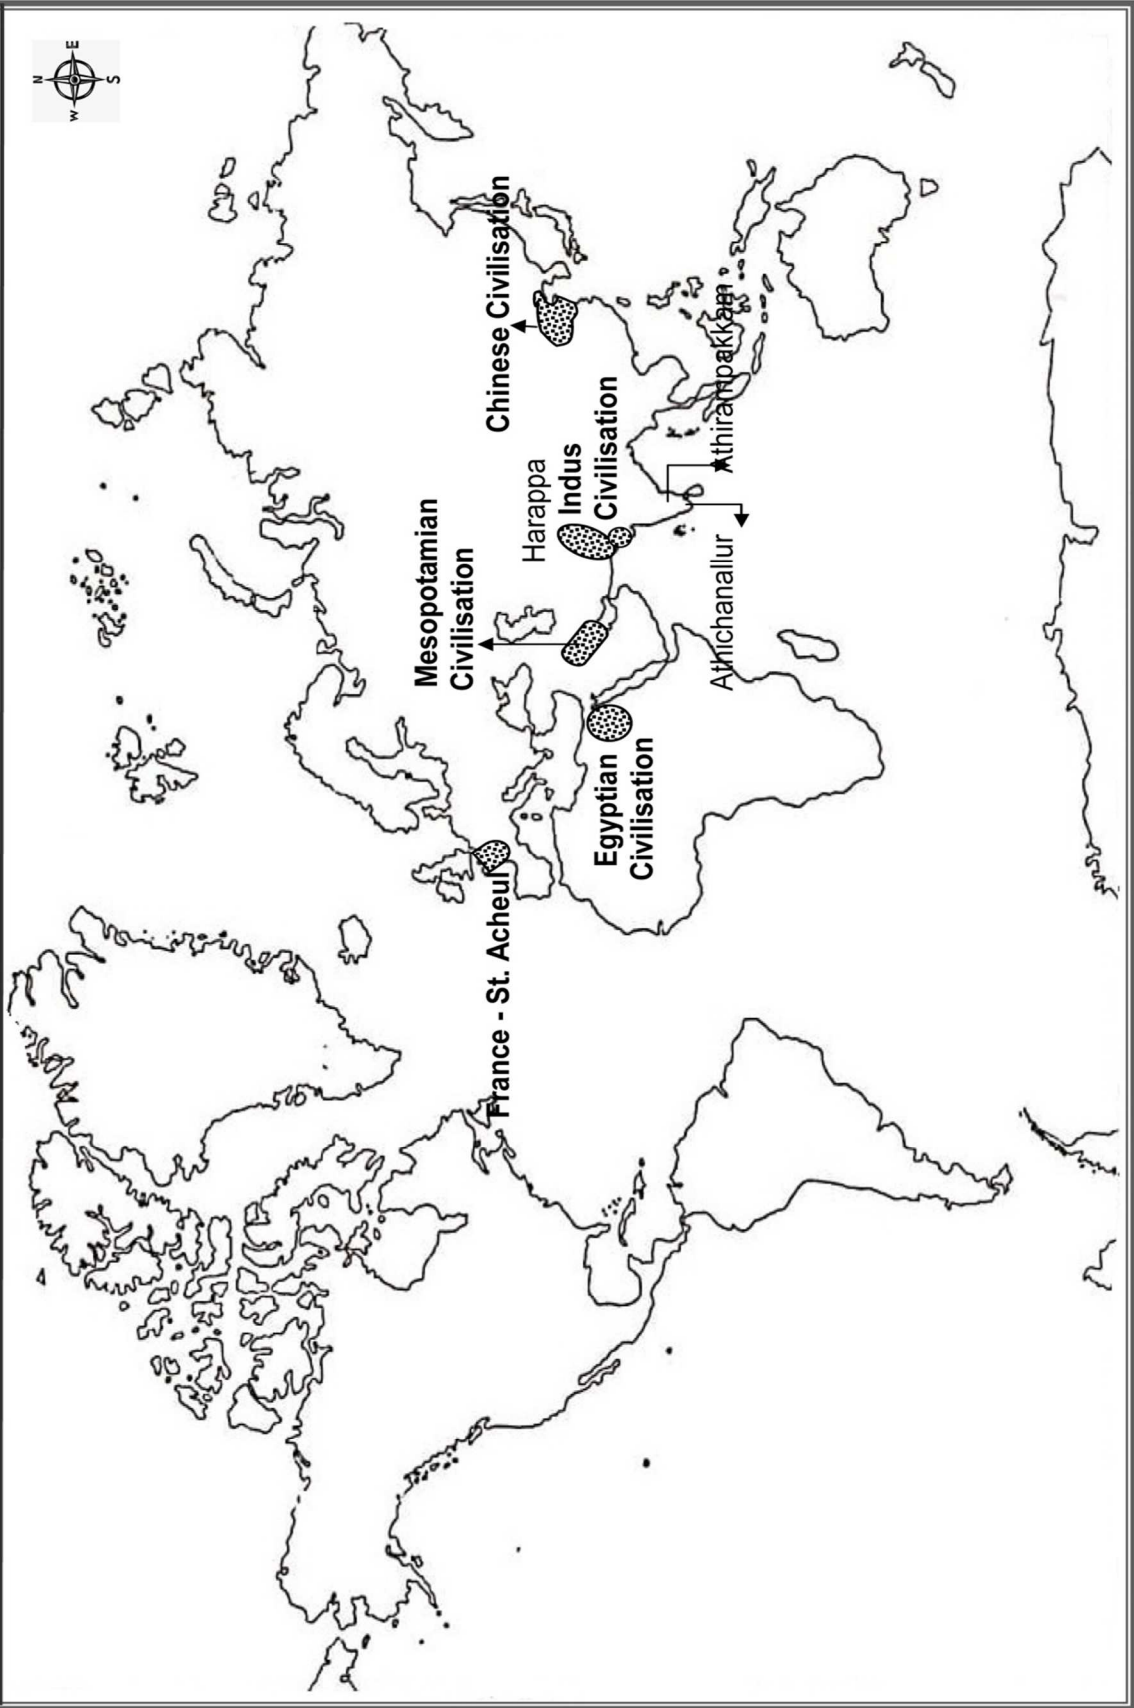 N
E
S
W
Chinese Civilisation
Mesopotamian
Civilisation
Harappa
Indus
Civilisation
Athirampakkam
Athichanallur
Egyptian
Civilisation
France - St. Acheul